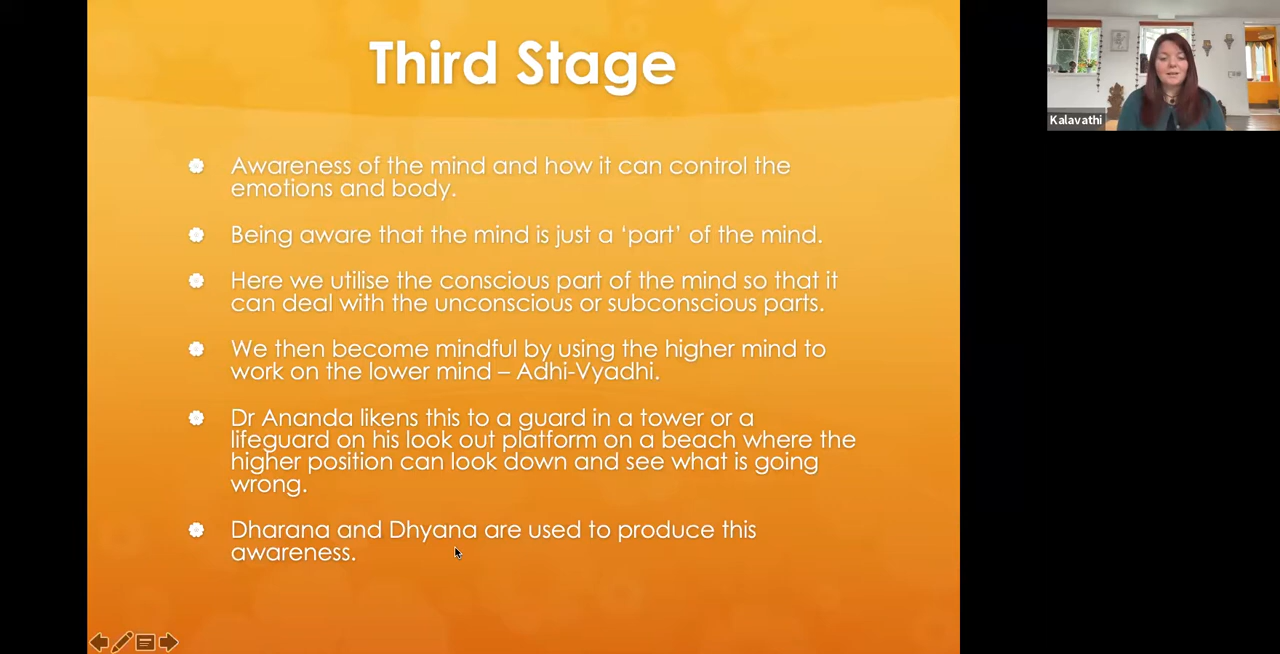 Third Stage
Awareness of the mind and how it can control the
emotions and body.
Being aware that the mind is just a ‘part’ of the mind.
Here we utilise the conscious part of the mind so that it
can deal with the unconscious or subconscious parts.
We then become mindful by using the higher mind to
work on the lower mind – Adhi-Vyadhi.
Dr Ananda likens this to a guard in a tower or a
lifeguard on his look out platform on a beach where the
higher position can look down and see what is going
wrong.
Dharana and Dhyana are used to produce this
awareness.
Kalavathi